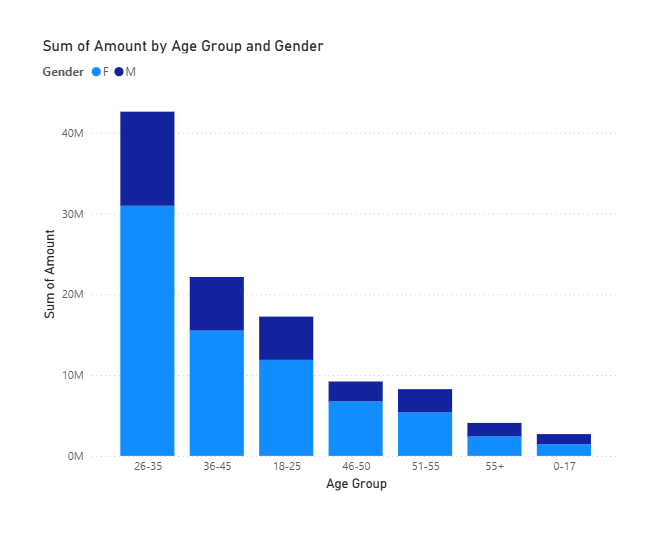 Sum of Amount by Age Group and Gender
Gender F M
40M
30M
20M
10M
0M
Sum of Amount
26-35 36-45 18-25 46-50 51-55 55+ 0-17
Age Group